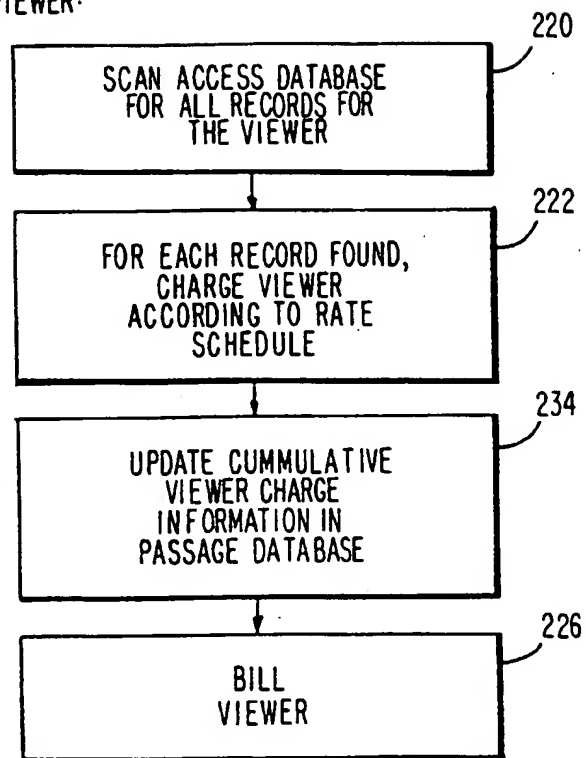 VIEWER:
220
SCAN ACCESS DATABASE
FOR ALL RECORDS FOR
THE VIEWER
222
FOR EACH RECORD FOUND,
CHARGE VIEWER
ACCORDING TO RATE
SCHEDULE
234
UPDATE CUMMULATIVE
VIEWER CHARGE
INFORMATION IN
PASSAGE DATABASE
226
BILL
VIEWER